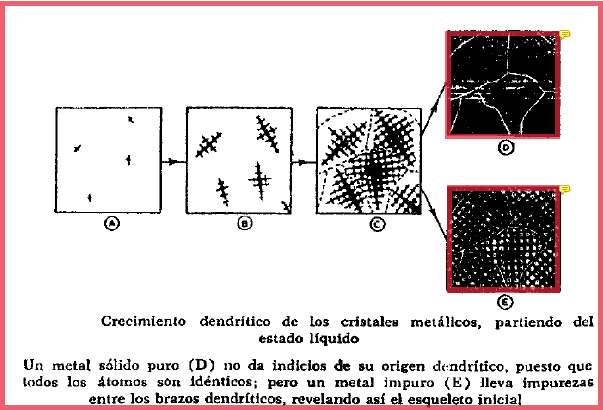 A
B
C
D
E
Crecimiento dendrítico de los cristales metálicos, partiendo del
estado líquido
Un metal sólido puro (D) no da indicios de su origen dendrítico, puesto que
todos los átomos son idénticos; pero un metal impuro (E) lleva impurezas
entre los brazos dendríticos, revelando así el esqueleto inicial